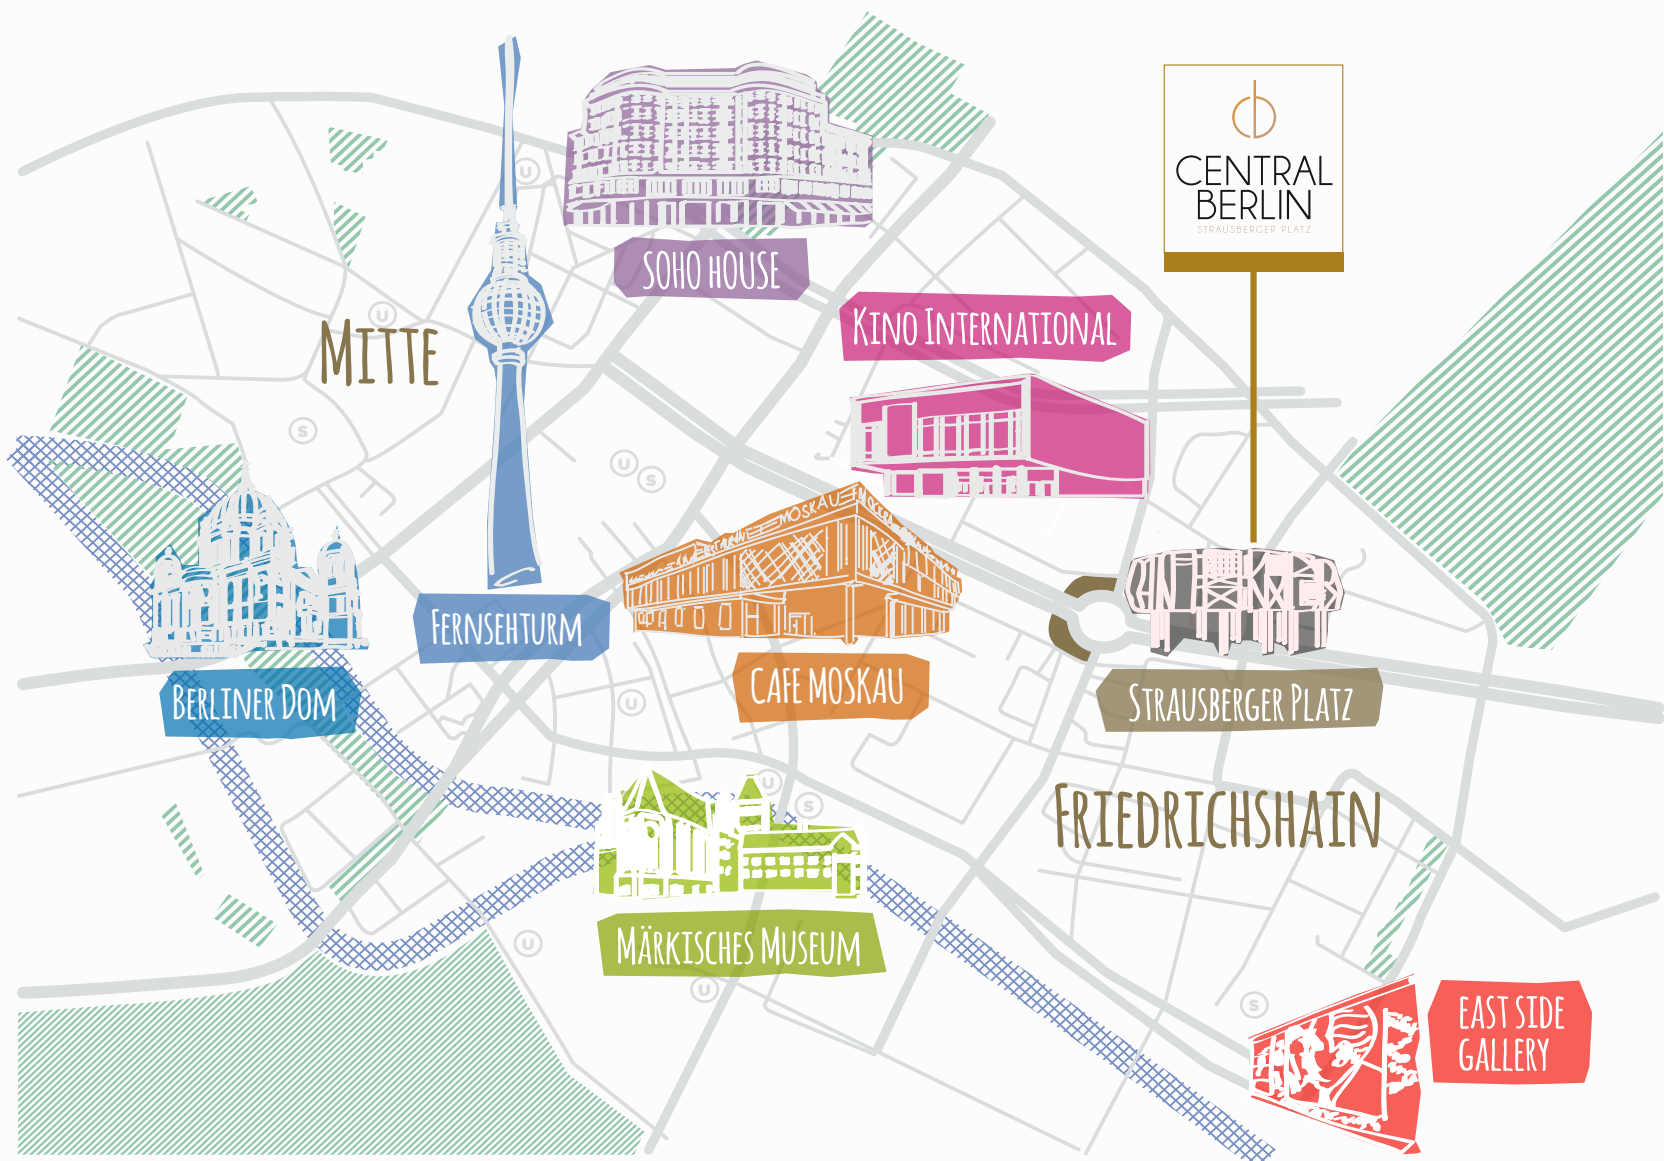 SOHO HOUSE
CENTRAL
BERLIN
STRAUSBERGER PLATZ
U
KINO INTERNATIONAL
U
MITTE
S
U
S
MOSKAU
FERNSEHTURM
CAFE MOSKAU
BERLINER DOM
STRAUSBERGER PLATZ
U
U
S
FRIEDRICHSHAIN
MÄRKISCHES MUSEUM
U
U
S
EAST SIDE
GALLERY